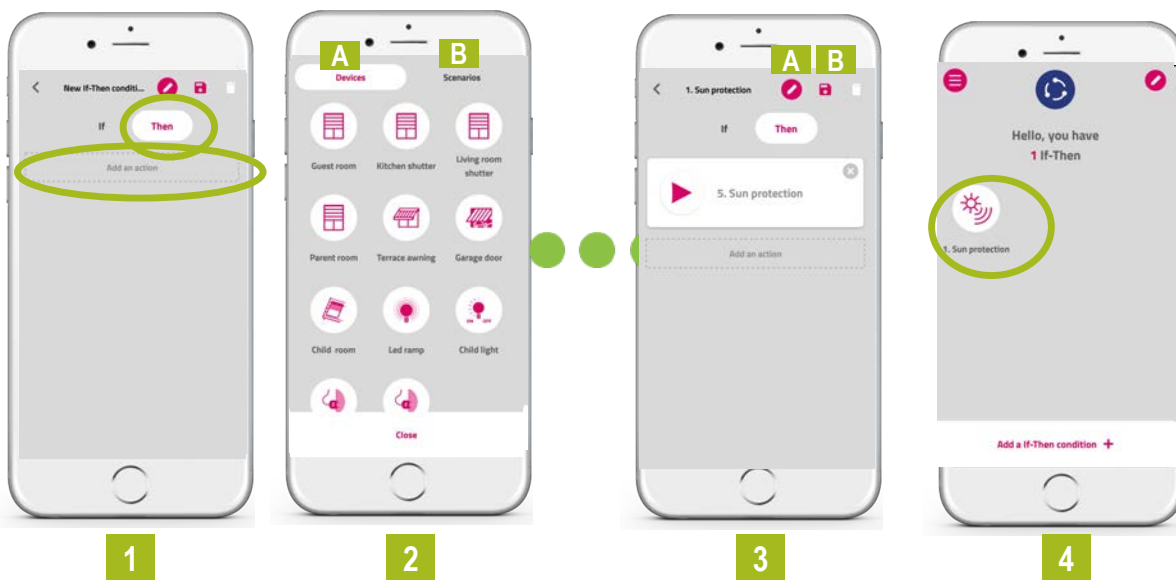 New If-Then conditi...
If Then
Add an action
1
A B
Devices Scenarios
Guest room Kitchen shutter Living room
shutter
Parent room Terrace awning Garage door
ON OFF
Child room Led ramp Child light
α α
Close
2
A B
1. Sun protection
If Then
5. Sun protection
Add an action
3
Hello, you have
1 If-Then
1. Sun protection
Add a If-Then condition +
4